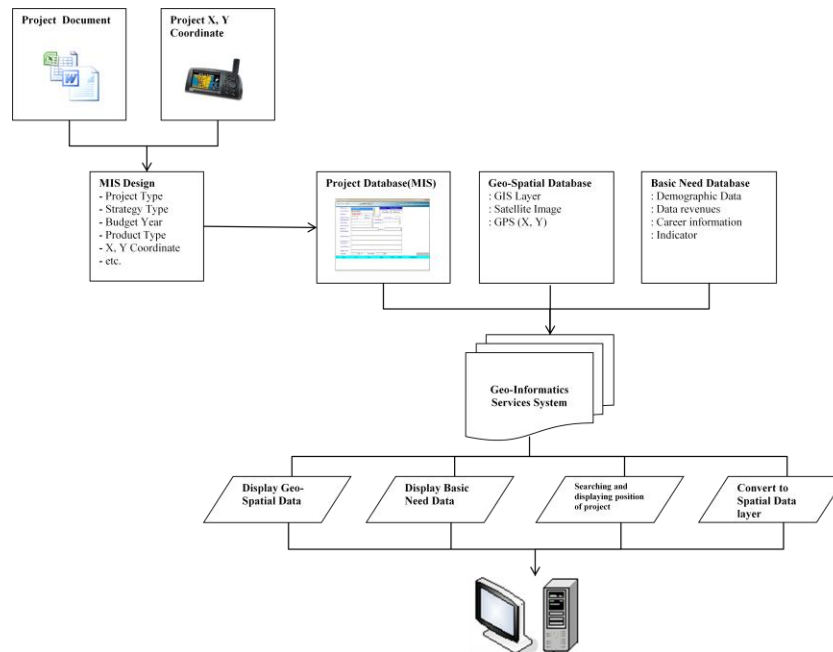 Project Document
Project X, Y
Coordinate
MIS Design
- Project Type
- Strategy Type
- Budget Year
- Product Type
- X, Y Coordinate
- etc.
Project Database(MIS)
Geo-Spatial Database
: GIS Layer
: Satellite Image
: GPS (X, Y)
Basic Need Database
: Demographic Data
: Data revenues
: Career information
: Indicator
Geo-Informatics
Services System
Display Geo-
Spatial Data
Display Basic
Need Data
Searching and
displaying position
of project
Convert to
Spatial Data
layer